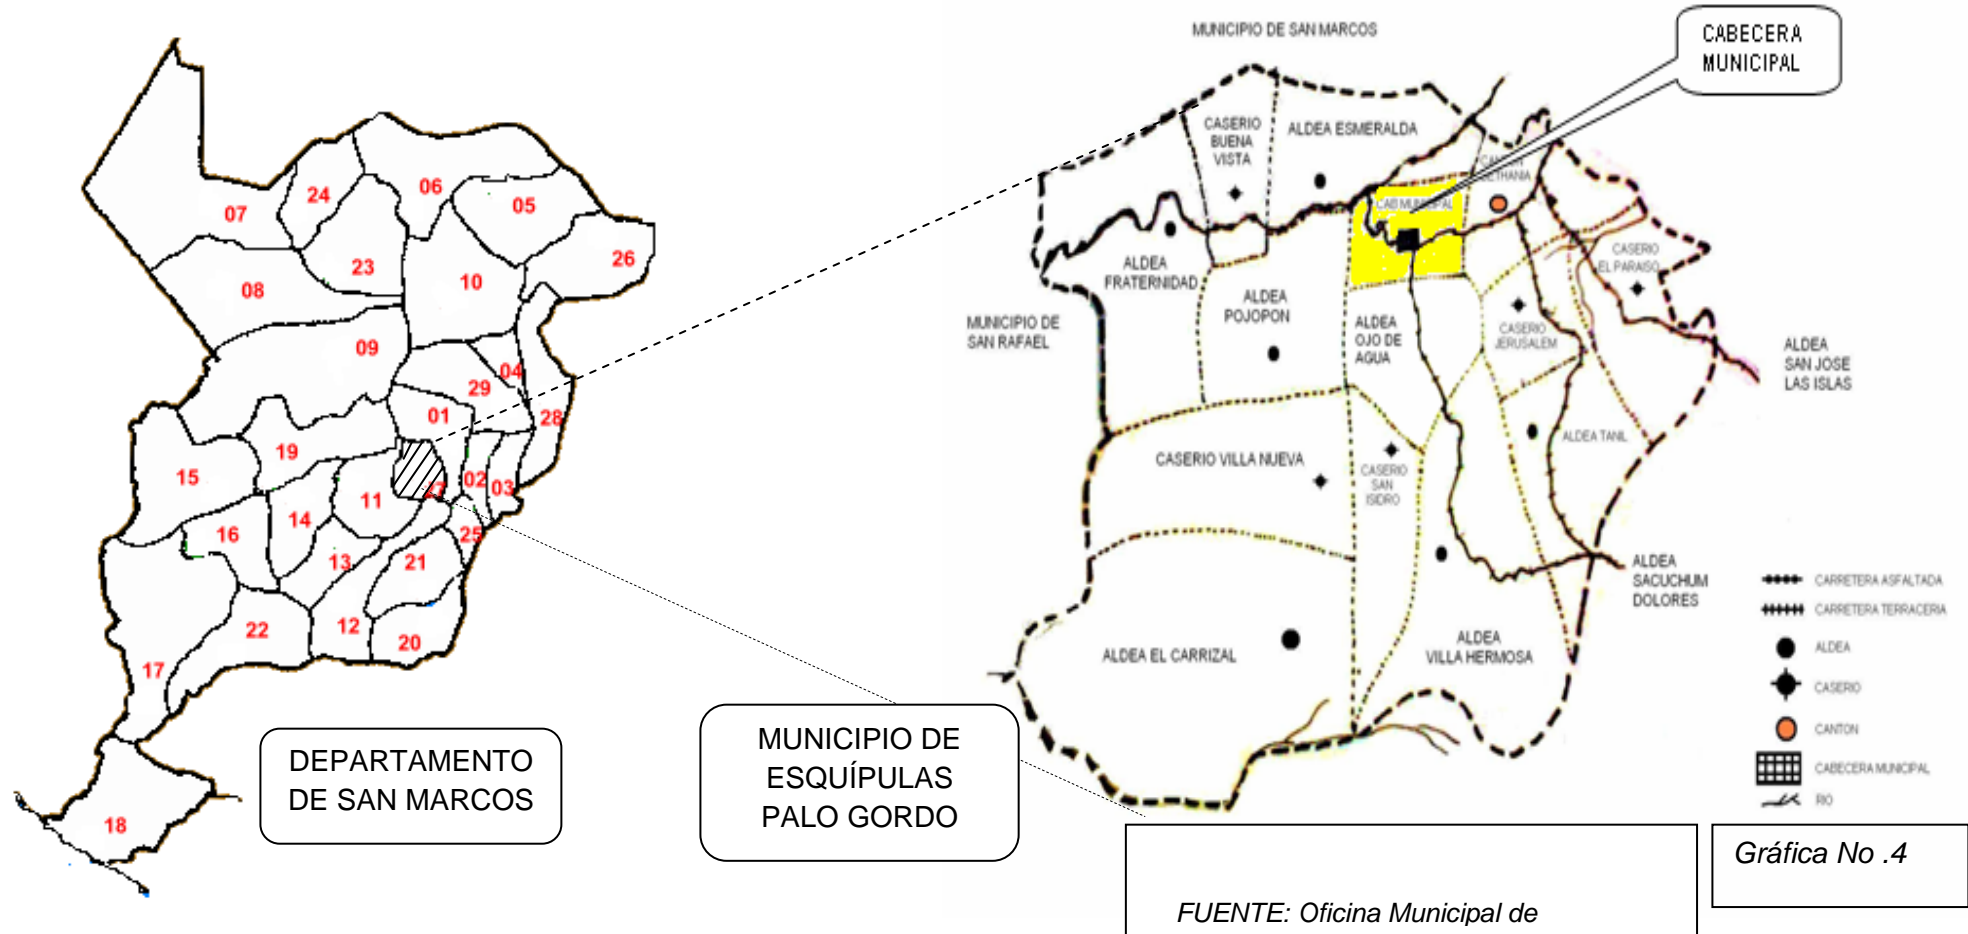 MUNICIPIO DE SAN MARCOS
CABECERA
MUNICIPAL
CASERIO
BUENA
VISTA
ALDEA ESMERALDA
CAB MUNICIPAL
24
06
07
05
23
26
08
10
09
04
29
01
28
19
15
02
03
11
14
16
25
13
21
12
22
20
17
18
ALDEA
FRATERNIDAD
ALDEA
POJOPON
ALDEA
OJO DE
AGUA
CASERIO
EL PARAISO
CASERIO
JERUSALEM
MUNICIPIO DE
SAN RAFAEL
ALDEA
SAN JOSE
LAS ISLAS
CASERIO VILLA NUEVA
CASERIO
SAN
ISIDRO
ALDEA TANIL
ALDEA
SACUCHUM
DOLORES
ALDEA EL CARRIZAL
ALDEA
VILLA HERMOSA
CARRETERA ASFALTADA
CARRETERA TERRACERIA
ALDEA
CASERIO
CANTON
CABECERA MUNICIPAL
RIO
DEPARTAMENTO
DE SAN MARCOS
MUNICIPIO DE
ESQUÍPULAS
PALO GORDO
Gráfica No .4
FUENTE: Oficina Municipal de